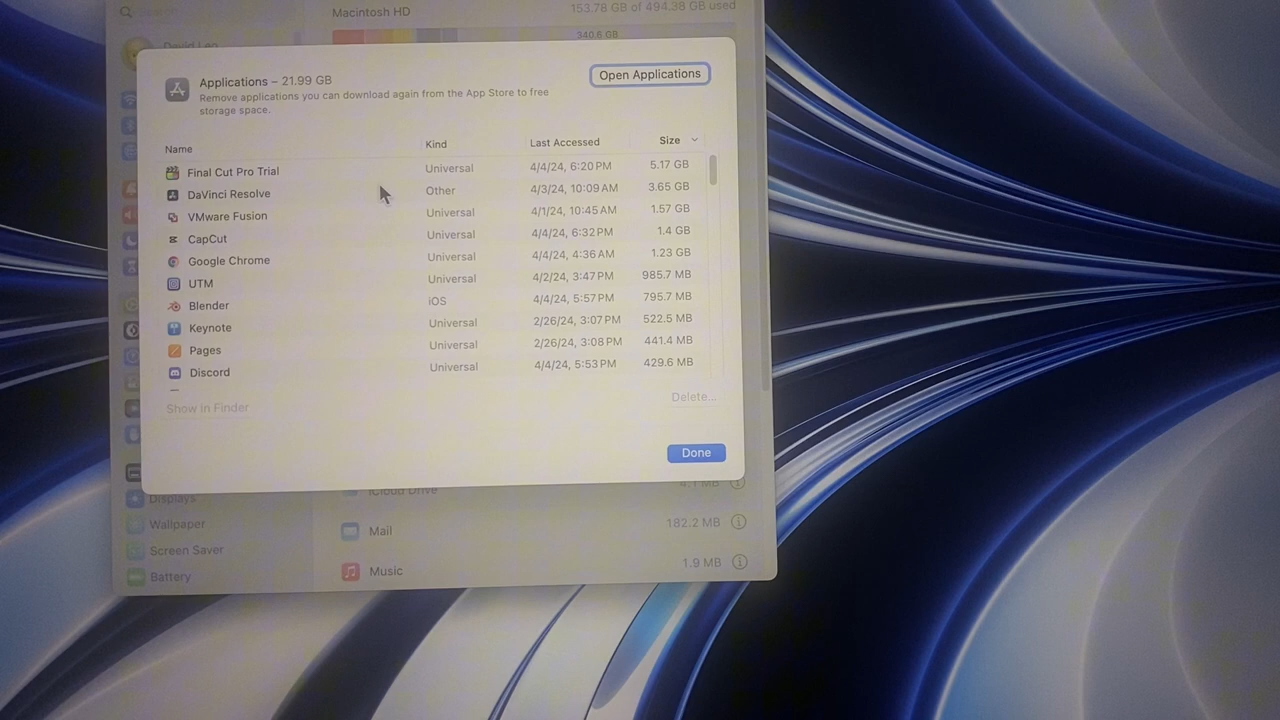 Search
Macintosh HD
153.78 GB of 494.38 GB used
340.6 GB
Applications – 21.99 GB
Open Applications
Remove applications you can download again from the App Store to free
storage space.
Name Kind Last Accessed Size
Final Cut Pro Trial Universal 4/4/24, 6:20 PM 5.17 GB
DaVinci Resolve Other 4/3/24, 10:09 AM 3.65 GB
VMware Fusion Universal 4/1/24, 10:45 AM 1.57 GB
CapCut Universal 4/4/24, 6:32 PM 1.4 GB
Google Chrome Universal 4/4/24, 4:36 AM 1.23 GB
UTM Universal 4/2/24, 3:47 PM 985.7 MB
Blender iOS 4/4/24, 5:57 PM 795.7 MB
Keynote Universal 2/26/24, 3:07 PM 522.5 MB
Pages Universal 2/26/24, 3:08 PM 441.4 MB
Discord Universal 4/4/24, 5:53 PM 429.6 MB
Show in Finder Delete...
Done
iCloud Drive 4.1 MB
Displays
Wallpaper
Mail 182.2 MB
Screen Saver
Music 1.9 MB
Battery